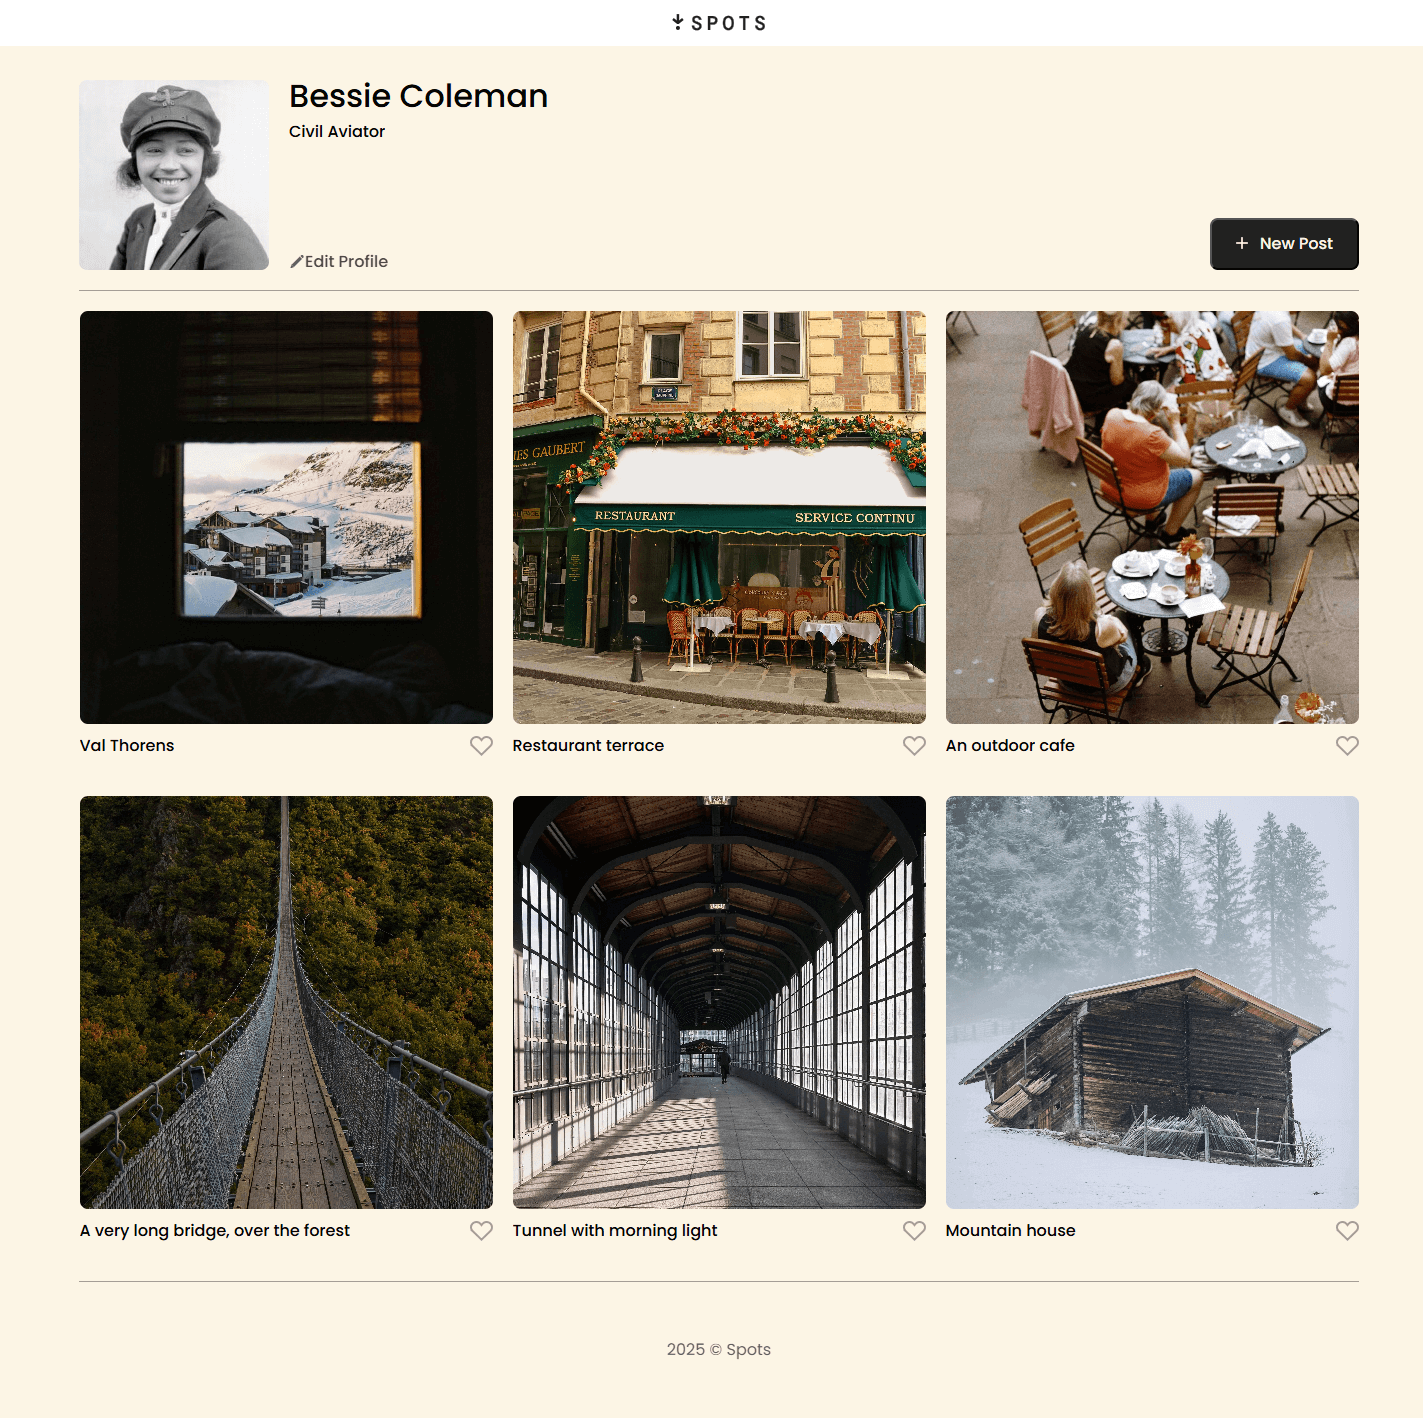 SPOTS
Bessie Coleman
Civil Aviator
Edit Profile
+ New Post
ES GAUBERT
RESTAURANT
SERVICE CONTINU
Val Thorens
Restaurant terrace
An outdoor cafe
A very long bridge, over the forest
Tunnel with morning light
Mountain house
2025 © Spots